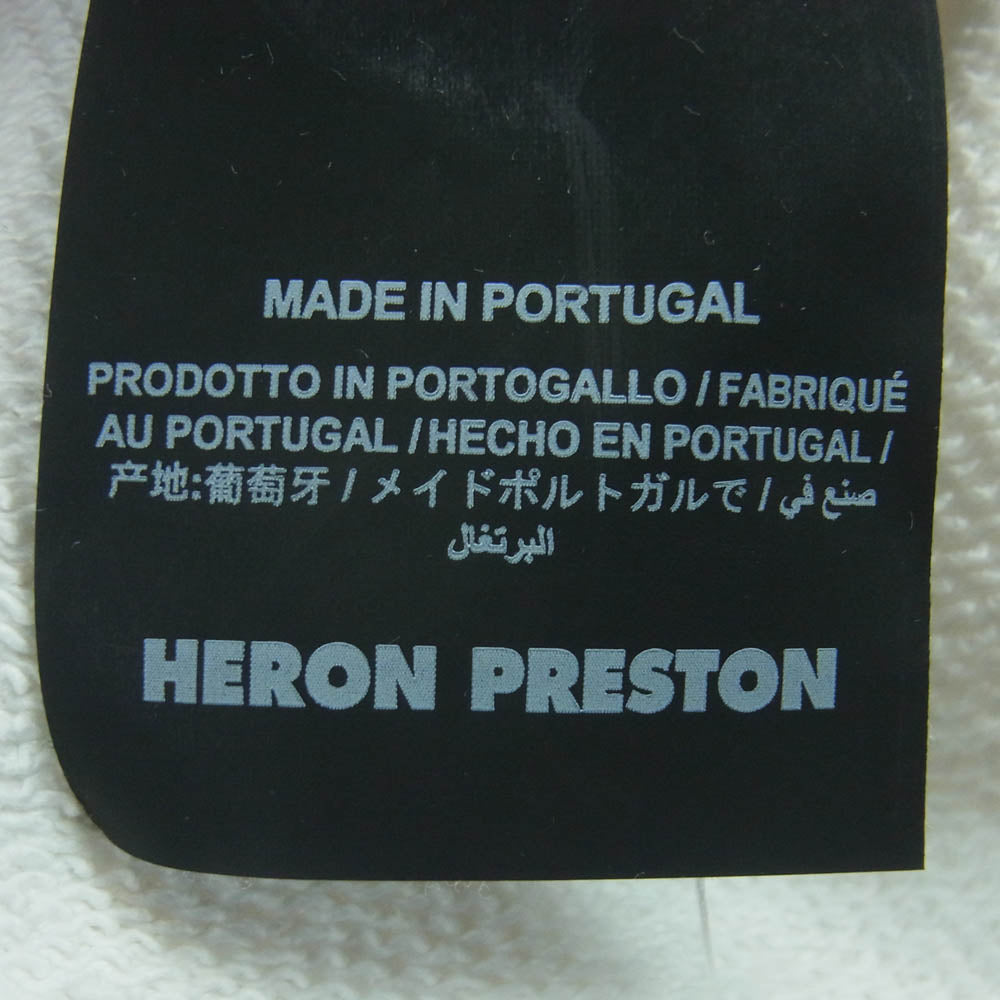 MADE IN PORTUGAL
PRODOTTO IN PORTOGALLO / FABRIQUÉ
AU PORTUGAL / HECHO EN PORTUGAL /
产地:葡萄牙 / メイドポルトガルで / صنع في
البرتغال
HERON PRESTON